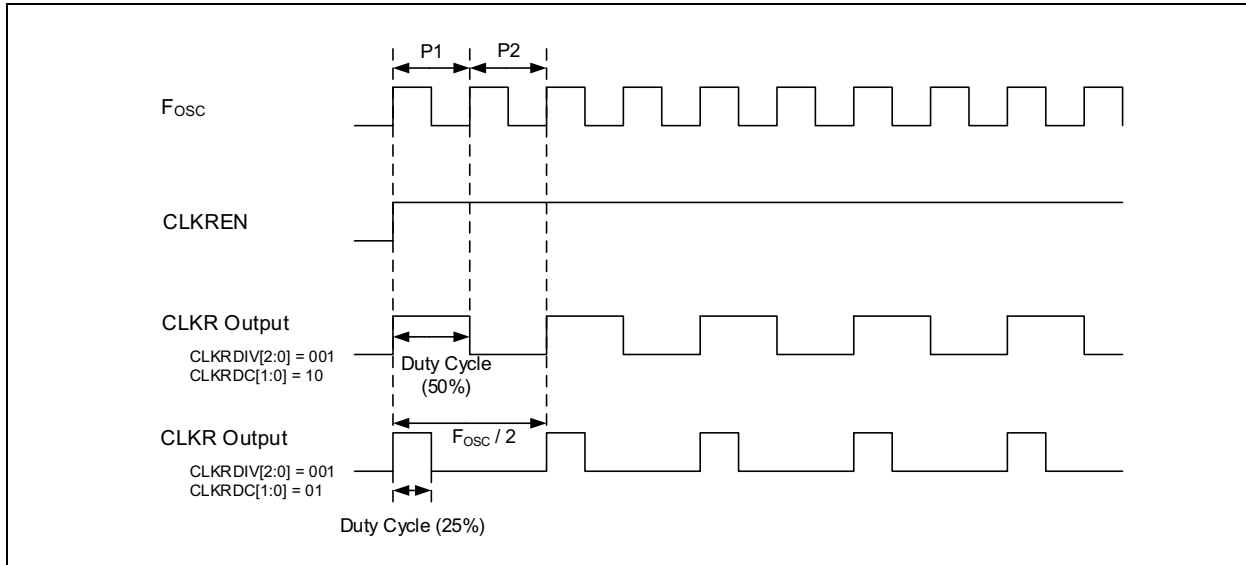 P1 P2
FOSC
CLKREN
CLKR Output
CLKRDIV[2:0] = 001
CLKRDC[1:0] = 10
Duty Cycle
(50%)
FOSC / 2
CLKR Output
CLKRDIV[2:0] = 001
CLKRDC[1:0] = 01
Duty Cycle (25%)